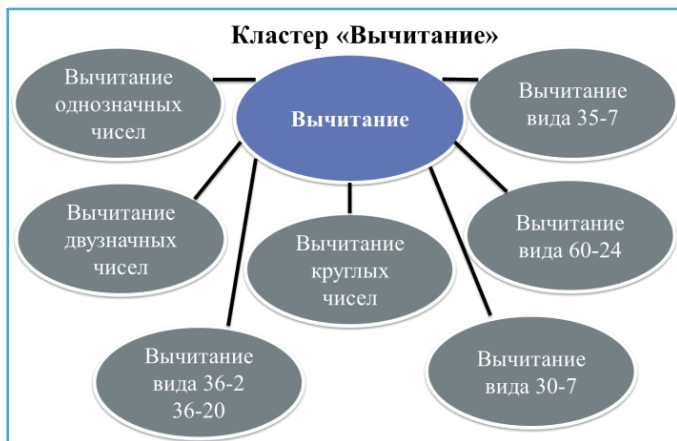 Кластер «Вычитание»
Вычитание
однозначных
чисел
Вычитание
Вычитание
вида 35-7
Вычитание
двузначных
чисел
Вычитание
круглых
чисел
Вычитание
вида 60-24
Вычитание
вида 36-2
36-20
Вычитание
вида 30-7